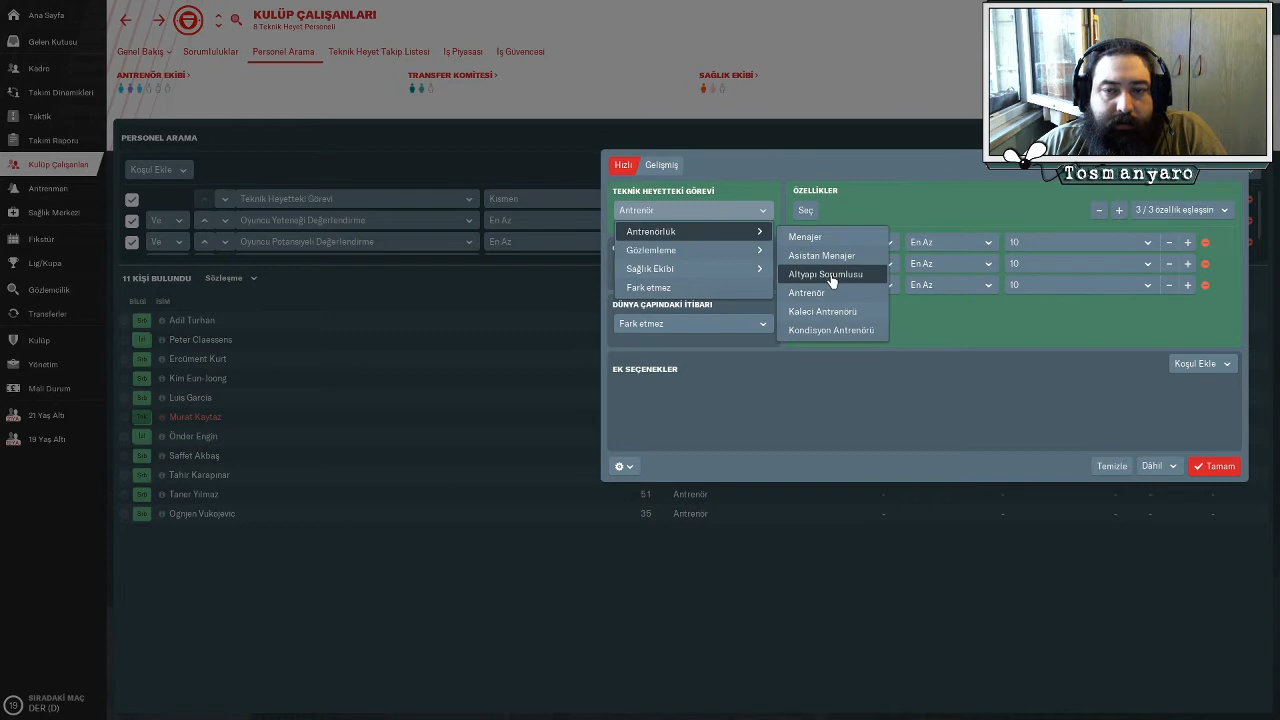 Ana Sayfa
Gelen Kutusu
Kadro
Takım Dinamikleri
Taktik
Takım Raporu
Kulüp Çalışanları
Antrenman
Sağlık Merkezi
Fikstür
Lig/Kupa
Gözlemcilik
Transferler
Kulüp
Yönetim
Mali Durum
21 Yaş Altı
19 Yaş Altı
19 SIRADAKİ MAÇ
DER (D)
KULÜP ÇALIŞANLARI
8 Teknik Heyet Personeli
Genel Bakış Sorumluluklar Personel Arama Teknik Heyet Takip Listesi İş Piyasası İş Güvencesi
ANTRENÖR EKİBİ > TRANSFER KOMİTESİ > SAĞLIK EKİBİ >
PERSONEL ARAMA
Koşul Ekle
Teknik Heyetteki Görevi Kısmen
Ve Oyuncu Yeteneği Değerlendirme En Az
Ve Oyuncu Potansiyeli Değerlendirme En Az
11 KİŞİ BULUNDU Sözleşme
BİLGİ İSİM
Adil Turhan
Peter Claessens
Ercüment Kurt
Kim Eun-Joong
Luis García
Murat Kaytaz
Önder Engin
Saffet Akbaş
Tahir Karapınar
Taner Yılmaz 51 Antrenör - - - -
Ognjen Vukojevic 35 Antrenör - - - -
Hızlı Gelişmiş
TEKNİK HEYETTEKİ GÖREVİ
Antrenör
Antrenörlük >
Gözlemleme >
Sağlık Ekibi >
Fark etmez
Menajer
Asistan Menajer
Altyapı Sorumlusu
Antrenör
Kaleci Antrenörü
Kondisyon Antrenörü
DÜNYA ÇAPINDAKİ İTİBARI
Fark etmez
ÖZELLİKLER
Seç - + 3 / 3 özellik eşleşsin
En Az 10 - +
En Az 10 - +
En Az 10 - +
EK SEÇENEKLER
Koşul Ekle
Temizle Dâhil Tamam
Tosmanyaro